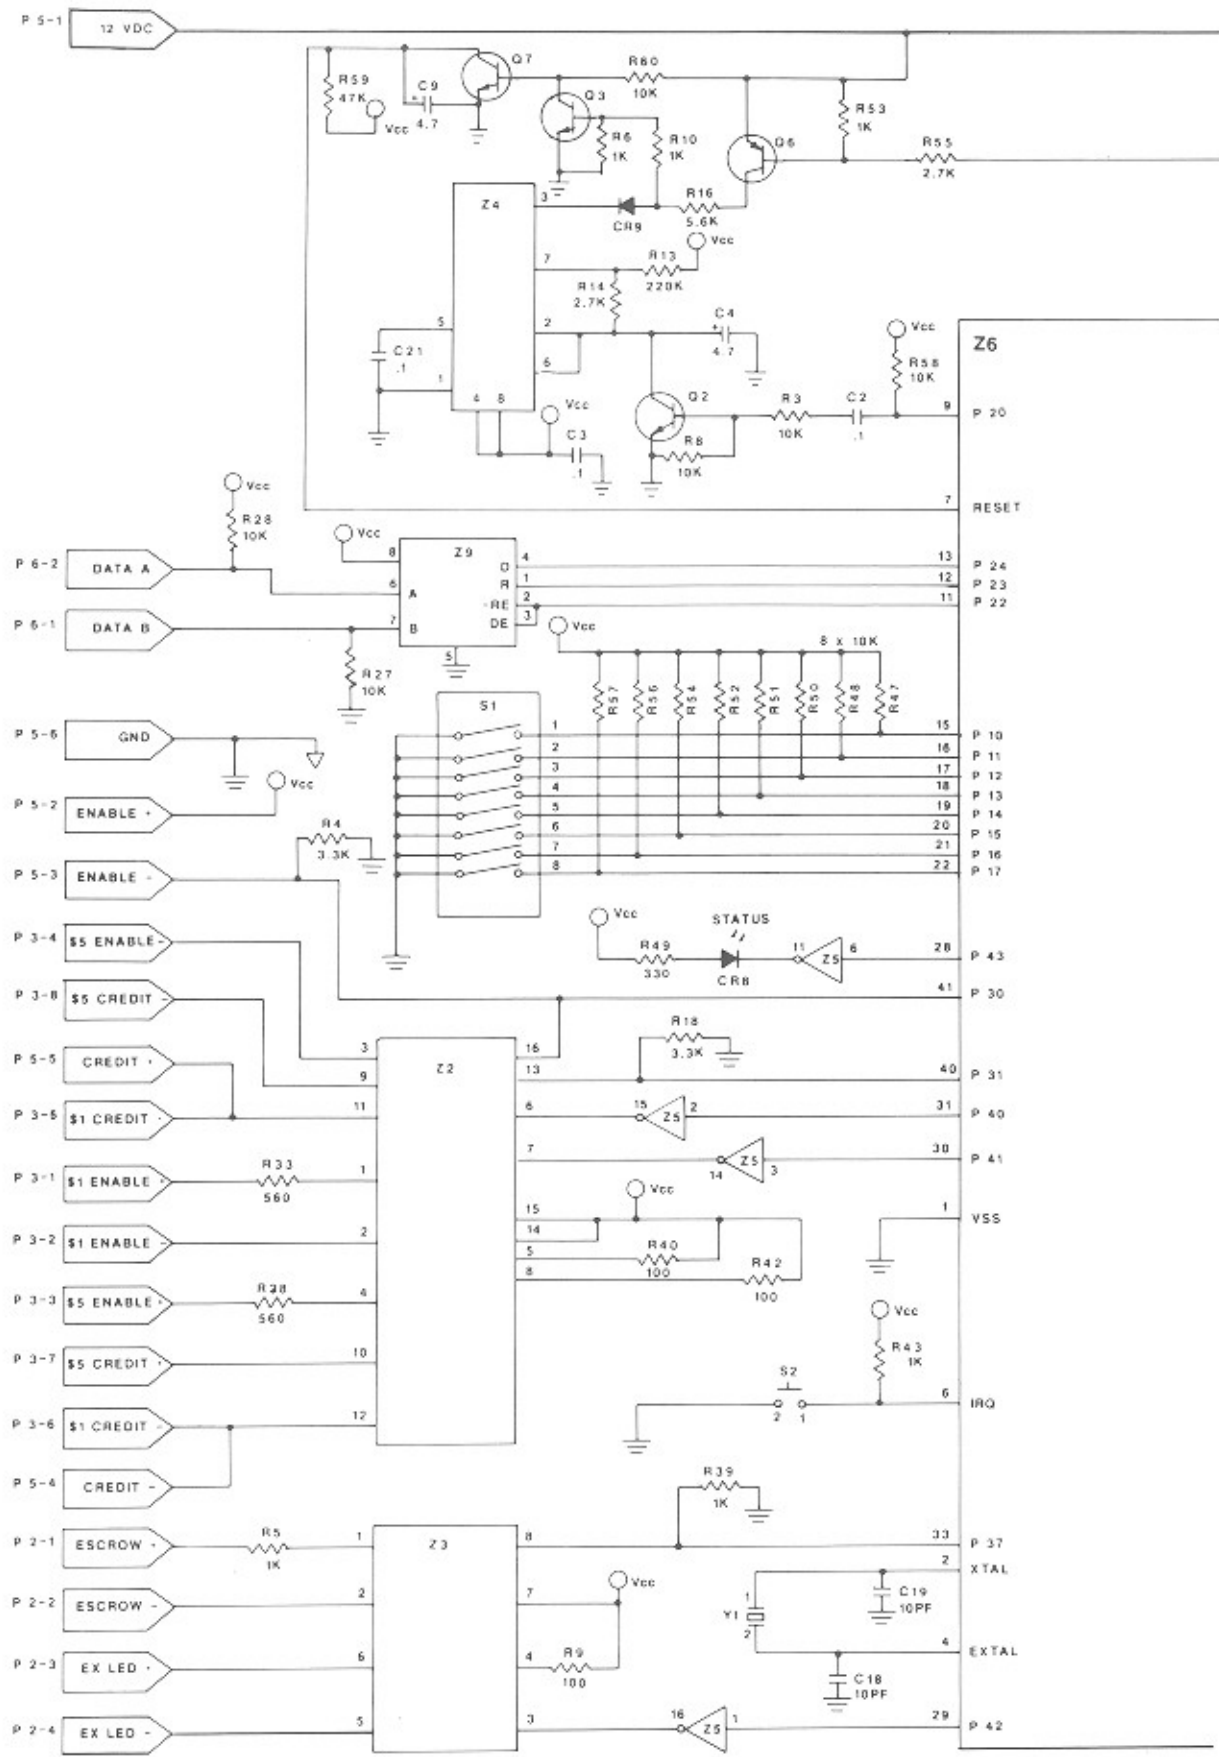 P 5-1 12 VDC
Q7
R60
10K
R59
47K
Vcc
C9
+
4.7
Q3
R6
1K
R10
1K
Q6
R53
1K
R55
2.7K
Z4
3
CR9
R16
5.6K
Vcc
7
R13
220K
R14
2.7K
5
2
C4
+
4.7
C21
.1
6
1
4 8
Vcc
C3
.1
Q2
R8
10K
R3
10K
C2
.1
Vcc
R58
10K
Z6
9 P 20
7 RESET
Vcc
R28
10K
Vcc
8 Z9
P 6-2 DATA A
6 A
D 4
13 P 24
R 1
12 P 23
-RE 2
11 P 22
DE 3
P 6-1 DATA B
7 B
5
R27
10K
Vcc
8 x 10K
R57 R56 R54 R52 R51 R50 R48 R47
S1
P 5-6 GND
1 15 P 10
2 16 P 11
3 17 P 12
4 18 P 13
5 19 P 14
6 20 P 15
7 21 P 16
8 22 P 17
Vcc
P 5-2 ENABLE +
R4
3.3K
P 5-3 ENABLE -
Vcc
STATUS
R49
330
CR8
11 Z5 6
28 P 43
P 3-4 $5 ENABLE-
41 P 30
P 3-8 $5 CREDIT -
R18
3.3K
Z2
3
16
P 5-5 CREDIT +
9
13
40 P 31
P 3-5 $1 CREDIT -
11
6
15 Z5 2
31 P 40
7
14 Z5 3
30 P 41
P 3-1 $1 ENABLE +
R33
560
1
Vcc
15
14
1 VSS
P 3-2 $1 ENABLE -
2
5
R40
100
8
R42
100
P 3-3 $5 ENABLE +
R38
560
4
Vcc
R43
1K
P 3-7 $5 CREDIT +
10
S2
2 1
6 IRQ
P 3-6 $1 CREDIT -
12
P 5-4 CREDIT -
R39
1K
P 2-1 ESCROW +
R5
1K
1 Z3 8
33 P 37
2 XTAL
Vcc
C19
10PF
P 2-2 ESCROW -
2
7
1
Y1
2
P 2-3 EX LED +
6
4
R9
100
4 EXTAL
C18
10PF
P 2-4 EX LED -
5
3
16 Z5 1
29 P 42